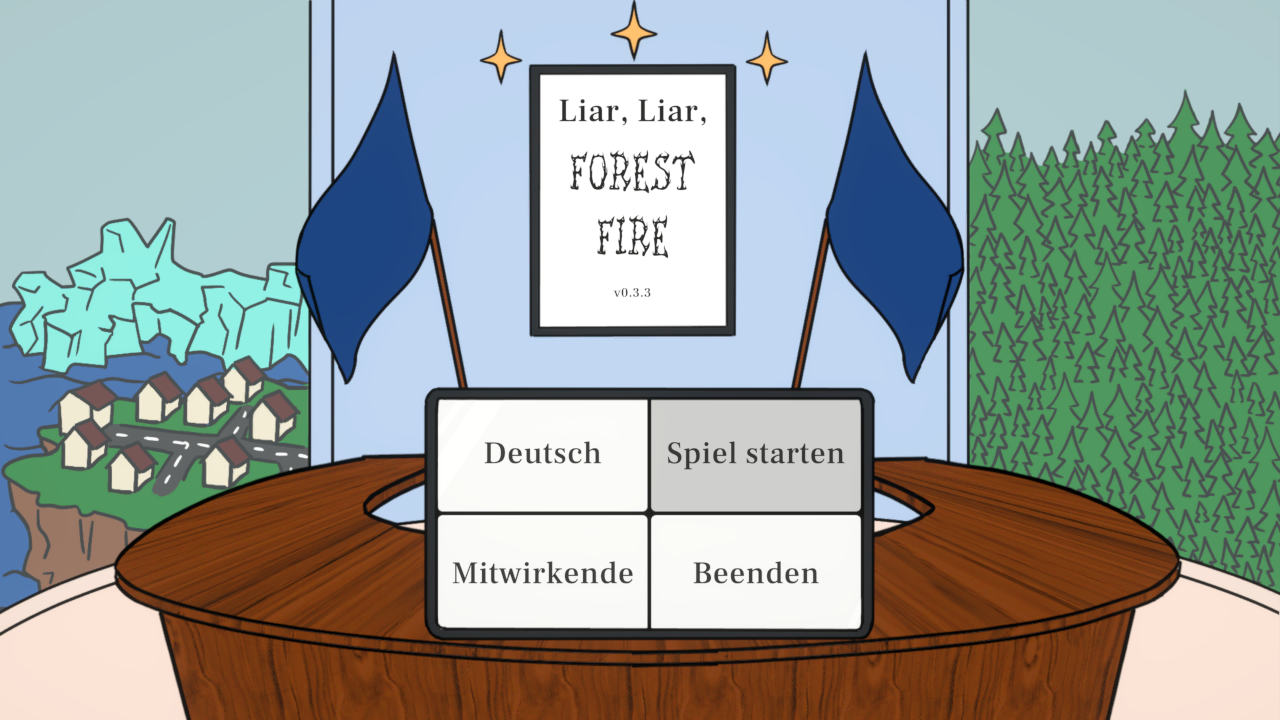 Liar, Liar,
FOREST
FIRE
v0.3.3
Deutsch
Spiel starten
Mitwirkende
Beenden